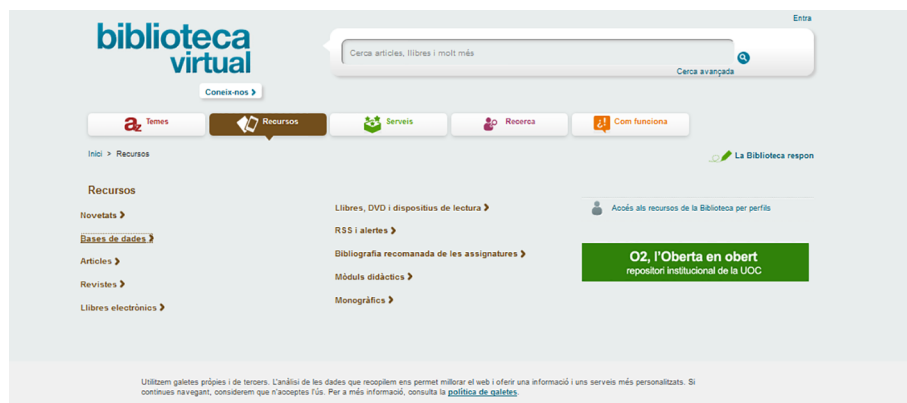 Entra
biblioteca
virtual
Cerca articles, llibres i molt més
Cerca avançada
Coneix-nos
Temes
Recursos
Serveis
Recerca
Com funciona
Inici > Recursos
La Biblioteca respon
Recursos
Novetats
Bases de dades
Articles
Revistes
Llibres electrònics
Llibres, DVD i dispositius de lectura
RSS i alertes
Bibliografia recomanada de les assignatures
Mòduls didàctics
Monogràfics
Accés als recursos de la Biblioteca per perfils
O2, l'Oberta en obert
repositori institucional de la UOC
Utilitzem galetes pròpies i de tercers. L'anàlisi de les dades que recopilem ens permet millorar el web i oferir una informació i uns serveis més personalitzats. Si
continues navegant, considerem que n'acceptes l'ús. Per a més informació, consulta la política de galetes.